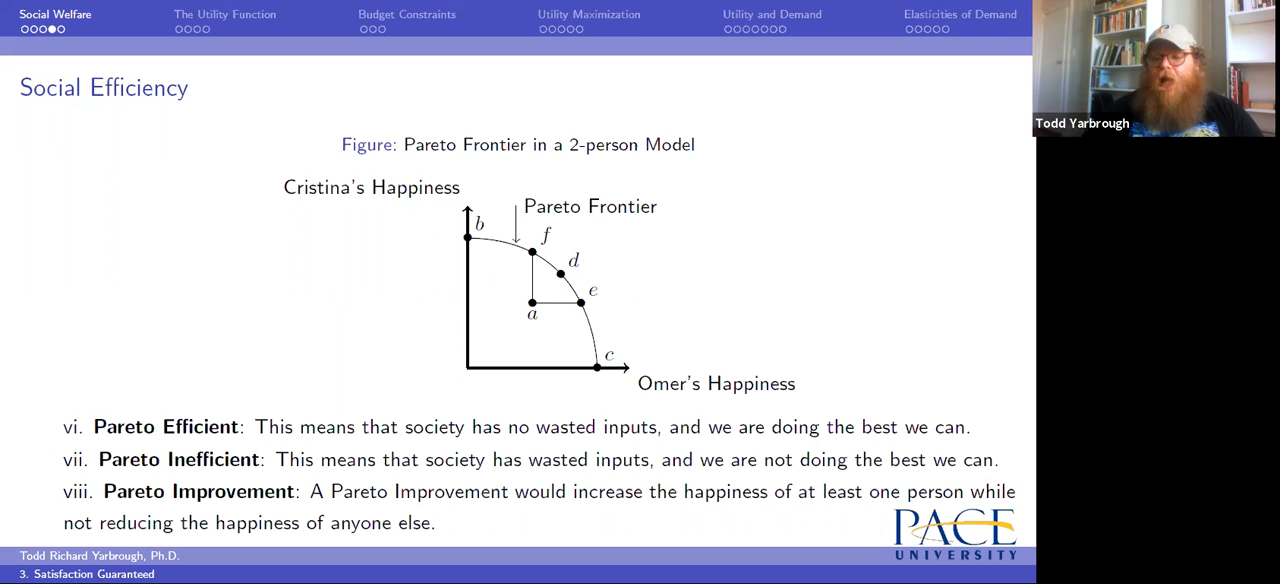 Social Welfare
The Utility Function
Budget Constraints
Utility Maximization
Utility and Demand
Elasticities of Demand
Todd Yarbrough
Social Efficiency
Figure: Pareto Frontier in a 2-person Model
Cristina's Happiness
Pareto Frontier
b
f
d
e
a
c
Omer's Happiness
vi. Pareto Efficient: This means that society has no wasted inputs, and we are doing the best we can.
vii. Pareto Inefficient: This means that society has wasted inputs, and we are not doing the best we can.
viii. Pareto Improvement: A Pareto Improvement would increase the happiness of at least one person while
not reducing the happiness of anyone else.
PACE
UNIVERSITY
Todd Richard Yarbrough, Ph.D.
3. Satisfaction Guaranteed